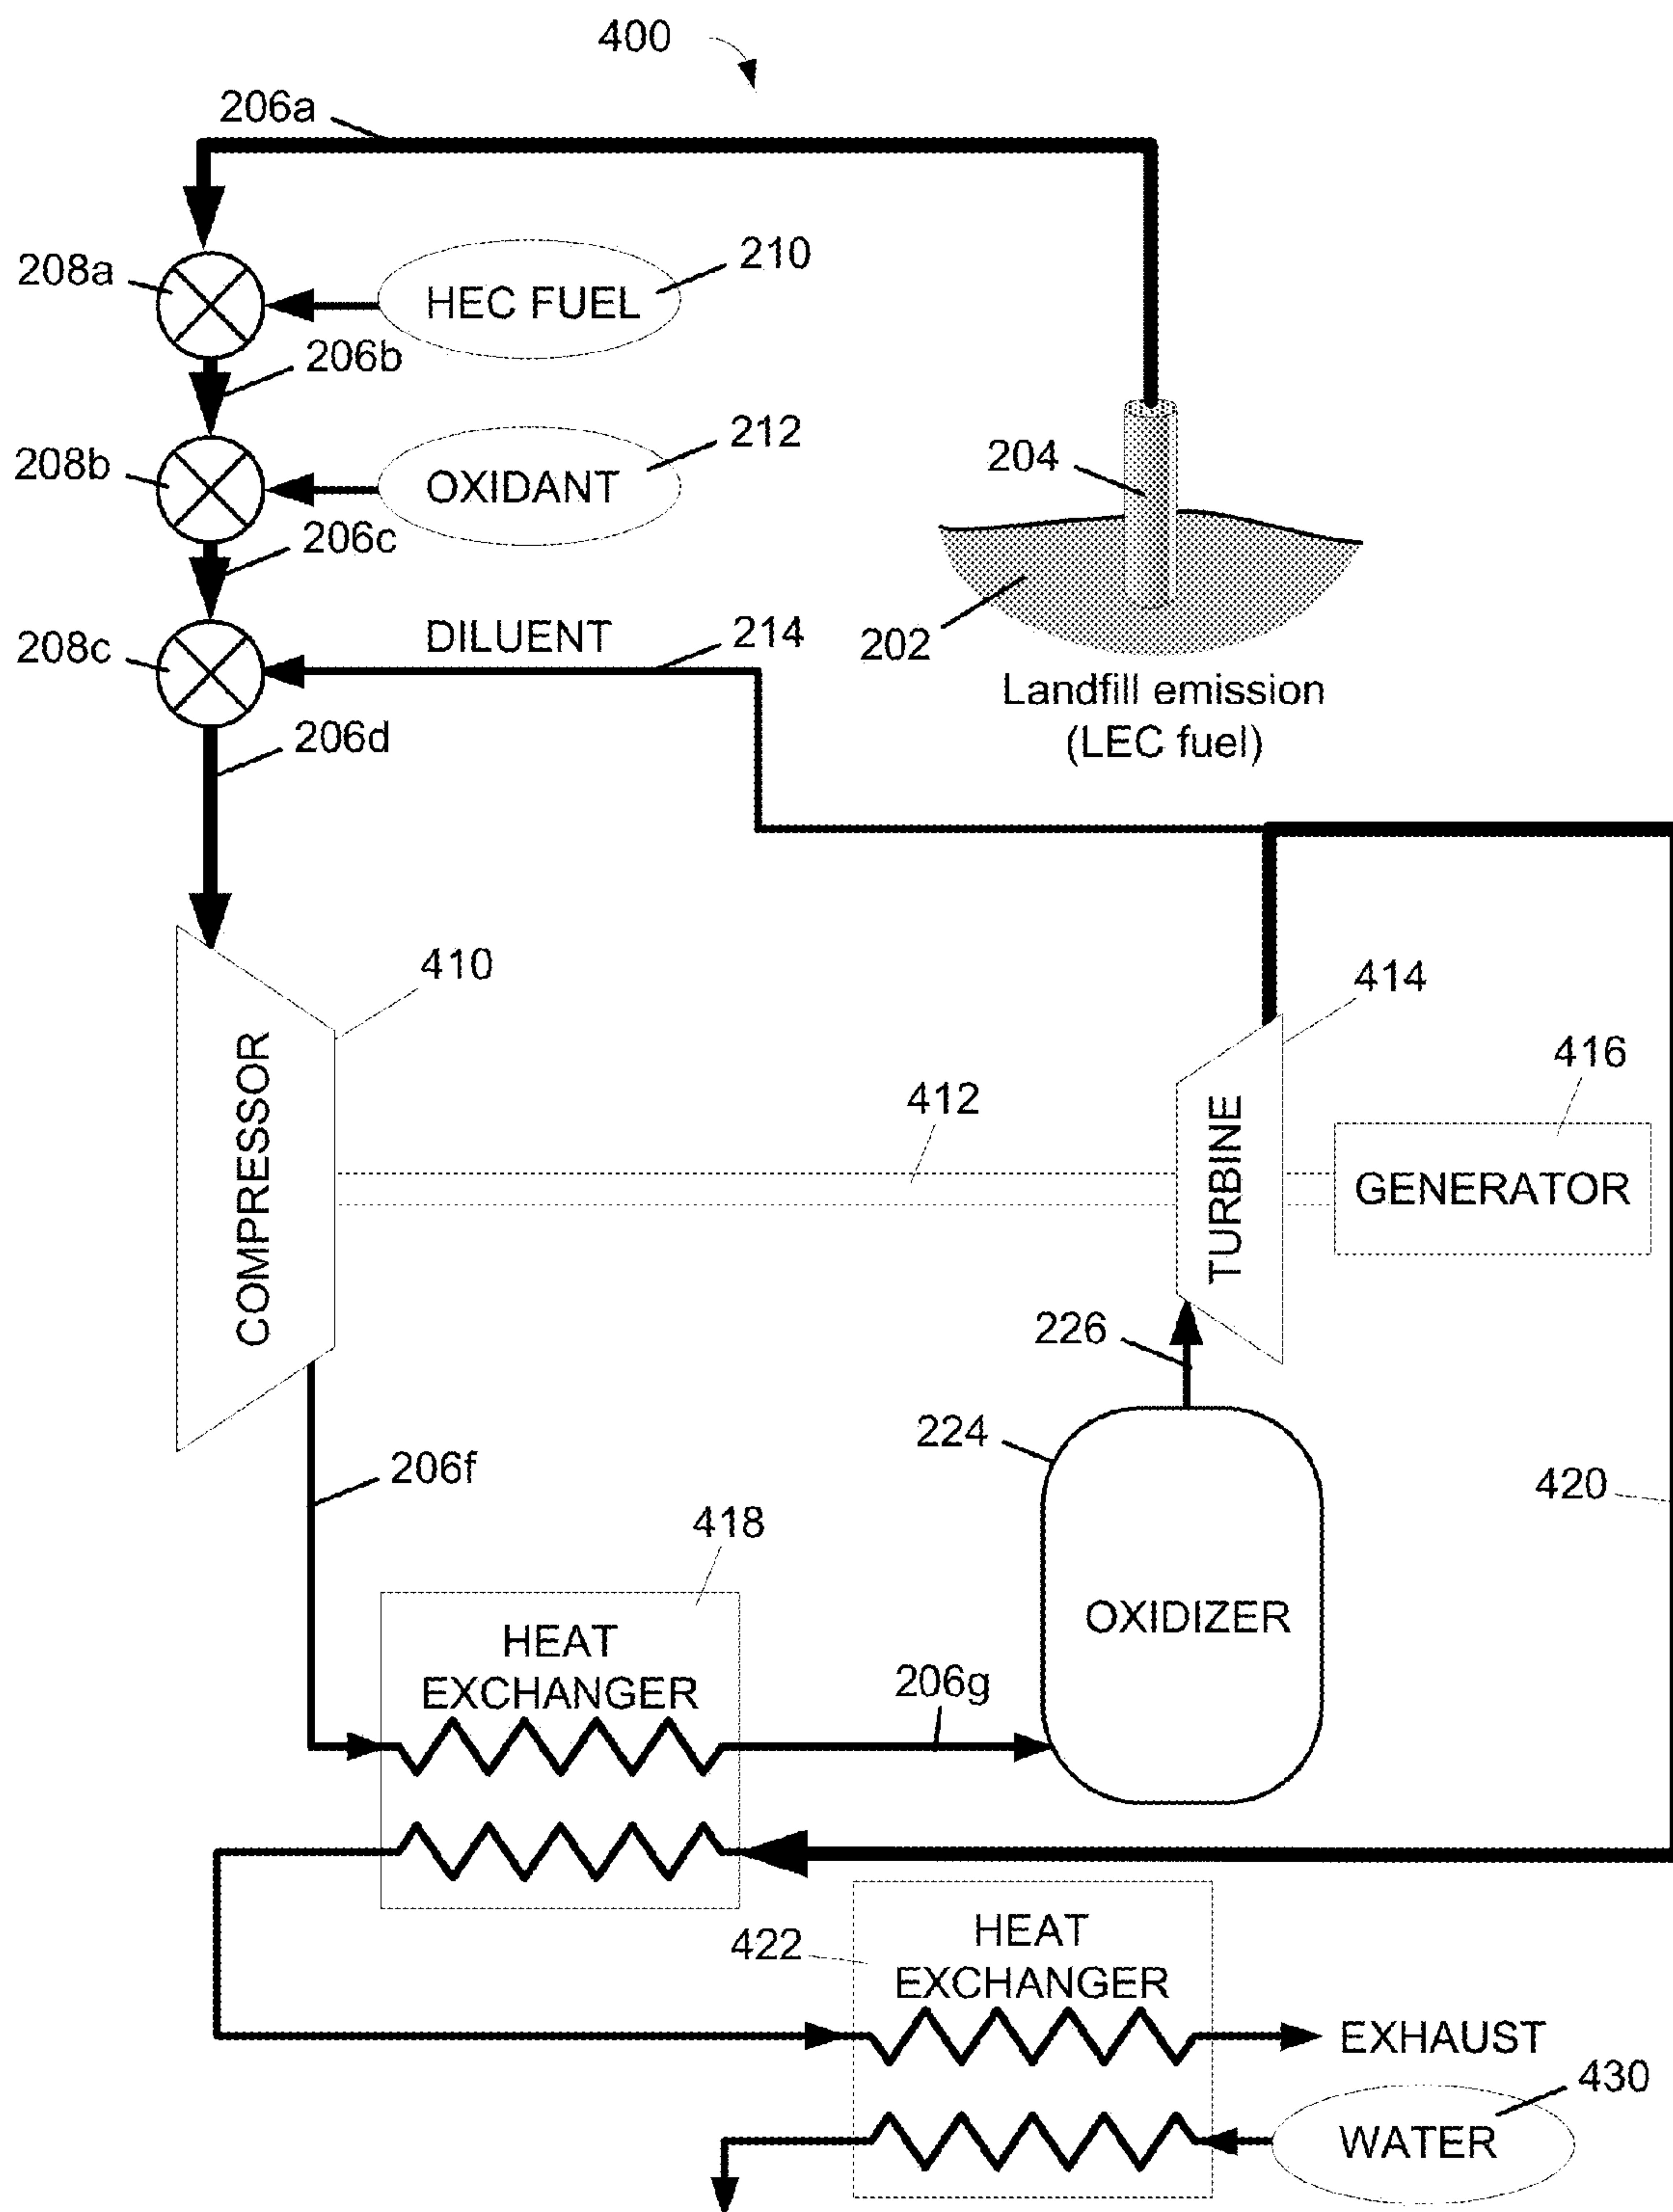 400
206a
208a
HEC FUEL
210
206b
208b
OXIDANT
212
206c
204
202
208c
DILUENT
214
Landfill emission
(LEC fuel)
206d
410
414
416
412
COMPRESSOR
TURBINE
GENERATOR
226
224
206f
420
418
HEAT
EXCHANGER
OXIDIZER
206g
422
HEAT
EXCHANGER
EXHAUST
430
WATER